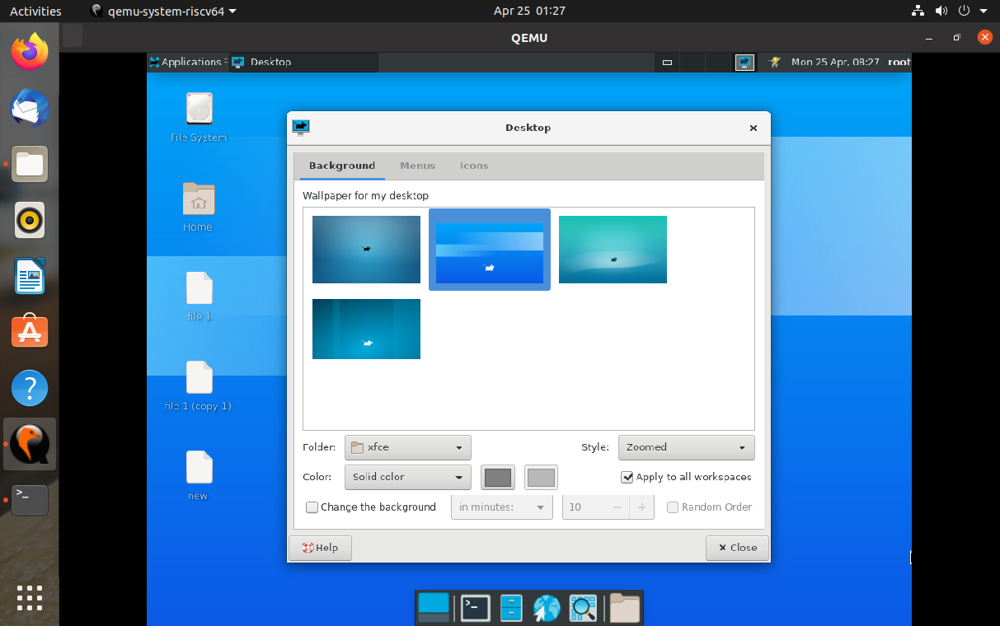 Activities qemu-system-riscv64 Apr 25 01:27
QEMU
Applications Desktop Mon 25 Apr, 08:27 root
File System
Home
file 1
file 1 (copy 1)
new
Desktop
Background Menus Icons
Wallpaper for my desktop
Folder: xfce Style: Zoomed
Color: Solid color Apply to all workspaces
Change the background in minutes: 10 Random Order
Help Close